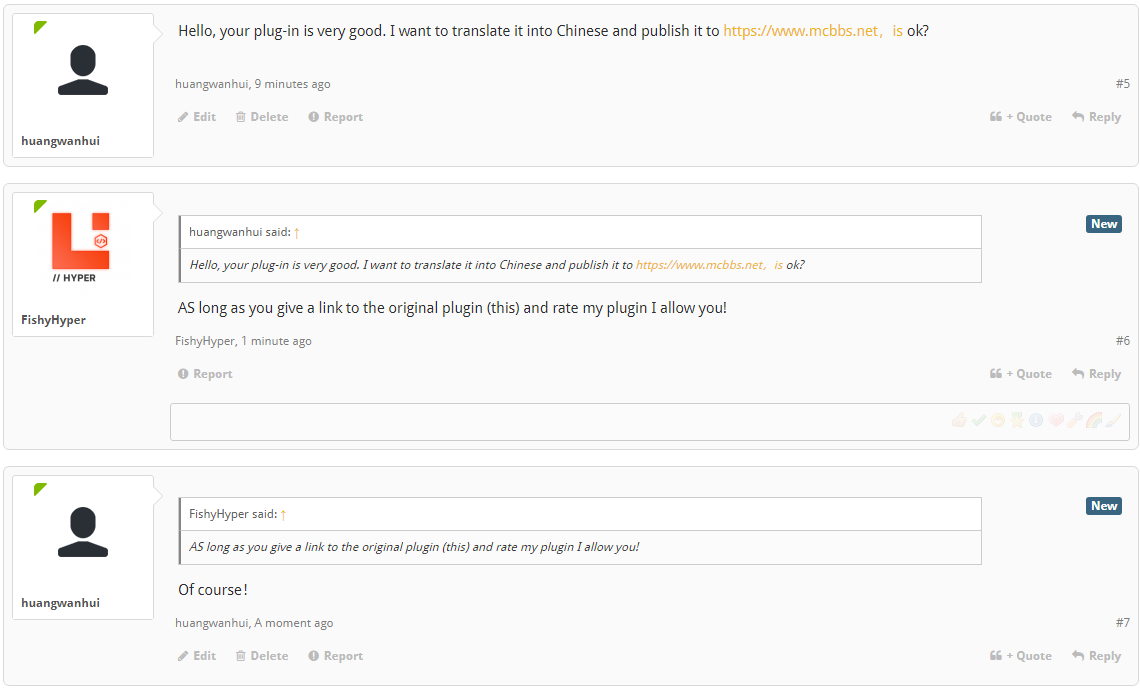 Hello, your plug-in is very good. I want to translate it into Chinese and publish it to https://www.mcbbs.net，is ok?
huangwanhui, 9 minutes ago
#5
Edit Delete Report
+ Quote Reply
huangwanhui
New
huangwanhui said: ↑
Hello, your plug-in is very good. I want to translate it into Chinese and publish it to https://www.mcbbs.net，is ok?
// HYPER
AS long as you give a link to the original plugin (this) and rate my plugin I allow you!
FishyHyper
FishyHyper, 1 minute ago
#6
Report
+ Quote Reply
New
FishyHyper said: ↑
AS long as you give a link to the original plugin (this) and rate my plugin I allow you!
Of course！
huangwanhui
huangwanhui, A moment ago
#7
Edit Delete Report
+ Quote Reply